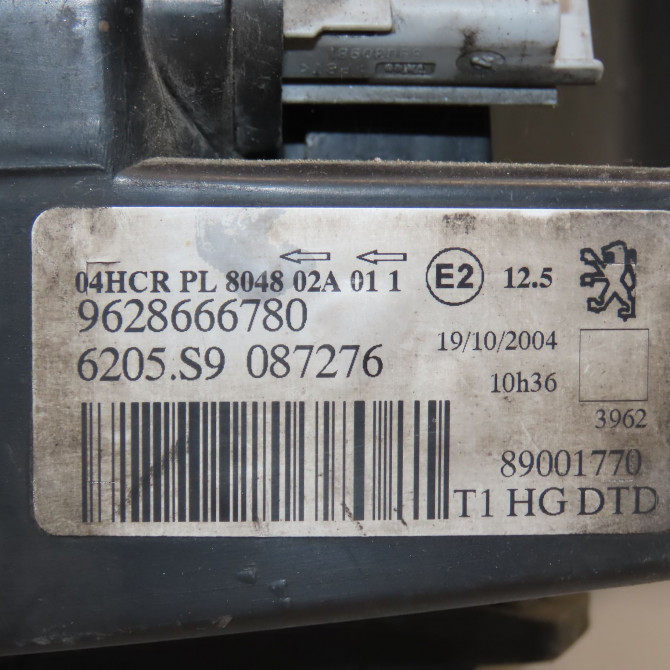 04HCR PL 8048 02A 01 1 E2 12.5
9628666780
6205.S9 087276
19/10/2004
10h36
3962
89001770
T1 HG DTD